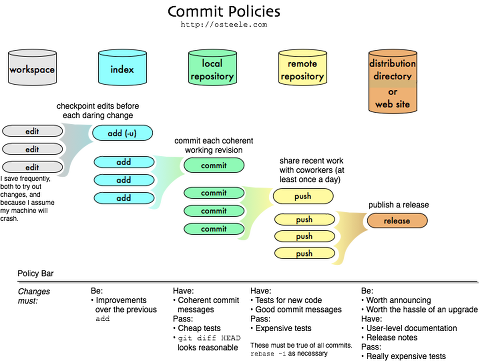 Commit Policies
http://osteele.com
workspace
index
local
repository
remote
repository
distribution
directory
or
web site
checkpoint edits before
each daring change
edit
edit
edit
add (-u)
add
add
add
I save frequently,
both to try out
changes, and
because I assume
my machine will
crash.
commit each coherent
working revision
commit
commit
commit
commit
share recent work
with coworkers (at
least once a day)
push
push
push
push
publish a release
release
Policy Bar
Changes
must:
Be:
• Improvements
over the previous
add
Have:
• Coherent commit
messages
Pass:
• Cheap tests
• git diff HEAD
looks reasonable
Have:
• Tests for new code
• Good commit messages
Pass:
• Expensive tests
These must be true of all commits.
rebase -i as necessary
Be:
• Worth announcing
• Worth the hassle of an upgrade
Have:
• User-level documentation
• Release notes
Pass:
• Really expensive tests